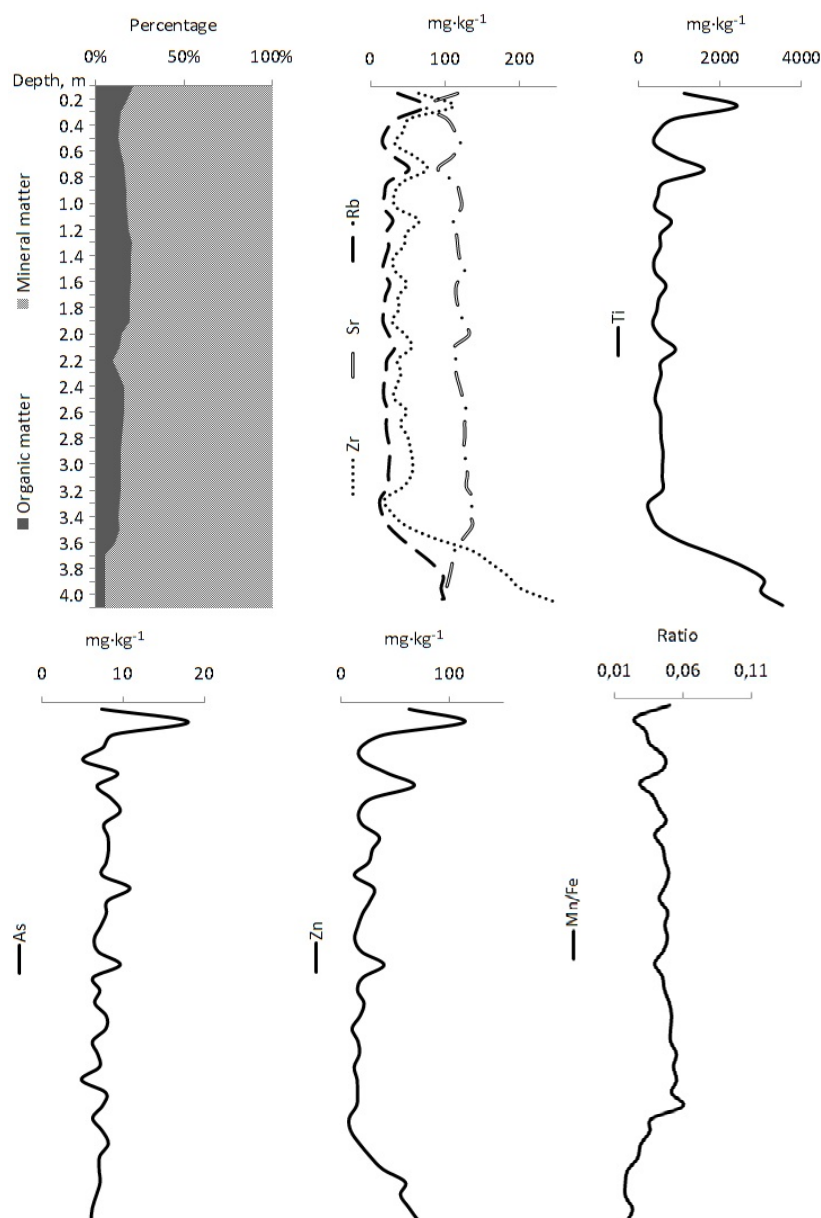 Percentage
0% 50% 100%
Depth, m
0.2
0.4
0.6
0.8
1.0
1.2
1.4
1.6
1.8
2.0
2.2
2.4
2.6
2.8
3.0
3.2
3.4
3.6
3.8
4.0
Mineral matter
Organic matter
mg·kg-1
0 100 200
Rb
Sr
Zr
mg·kg-1
0 2000 4000
Ti
mg·kg-1
0 10 20
As
mg·kg-1
0 100
Zn
Ratio
0,01 0,06 0,11
Mn/Fe